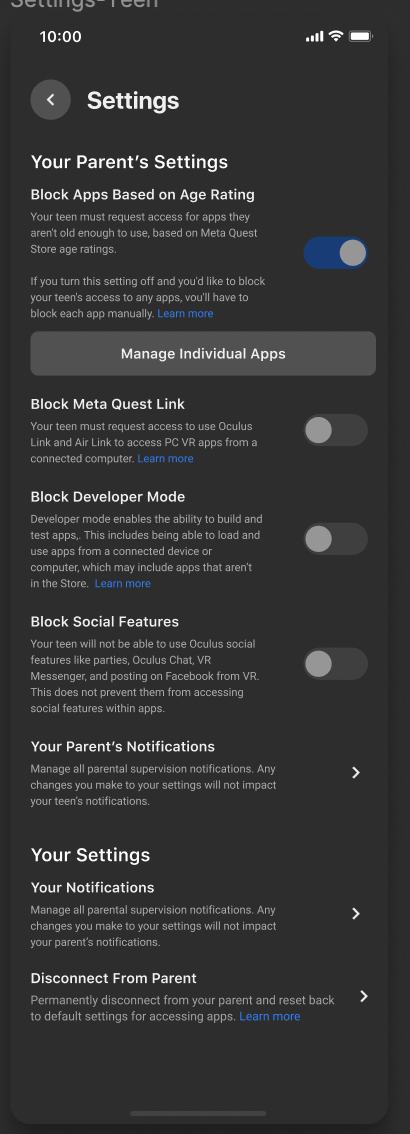 Settings-Teen
10:00
Settings
Your Parent's Settings
Block Apps Based on Age Rating
Your teen must request access for apps they
aren't old enough to use, based on Meta Quest
Store age ratings.
If you turn this setting off and you'd like to block
your teen's access to any apps, you'll have to
block each app manually. Learn more
Manage Individual Apps
Block Meta Quest Link
Your teen must request access to use Oculus
Link and Air Link to access PC VR apps from a
connected computer. Learn more
Block Developer Mode
Developer mode enables the ability to build and
test apps,. This includes being able to load and
use apps from a connected device or
computer, which may include apps that aren't
in the Store. Learn more
Block Social Features
Your teen will not be able to use Oculus social
features like parties, Oculus Chat, VR
Messenger, and posting on Facebook from VR.
This does not prevent them from accessing
social features within apps.
Your Parent's Notifications
Manage all parental supervision notifications. Any
changes you make to your settings will not impact
your teen's notifications.
Your Settings
Your Notifications
Manage all parental supervision notifications. Any
changes you make to your settings will not impact
your parent's notifications.
Disconnect From Parent
Permanently disconnect from your parent and reset back
to default settings for accessing apps. Learn more